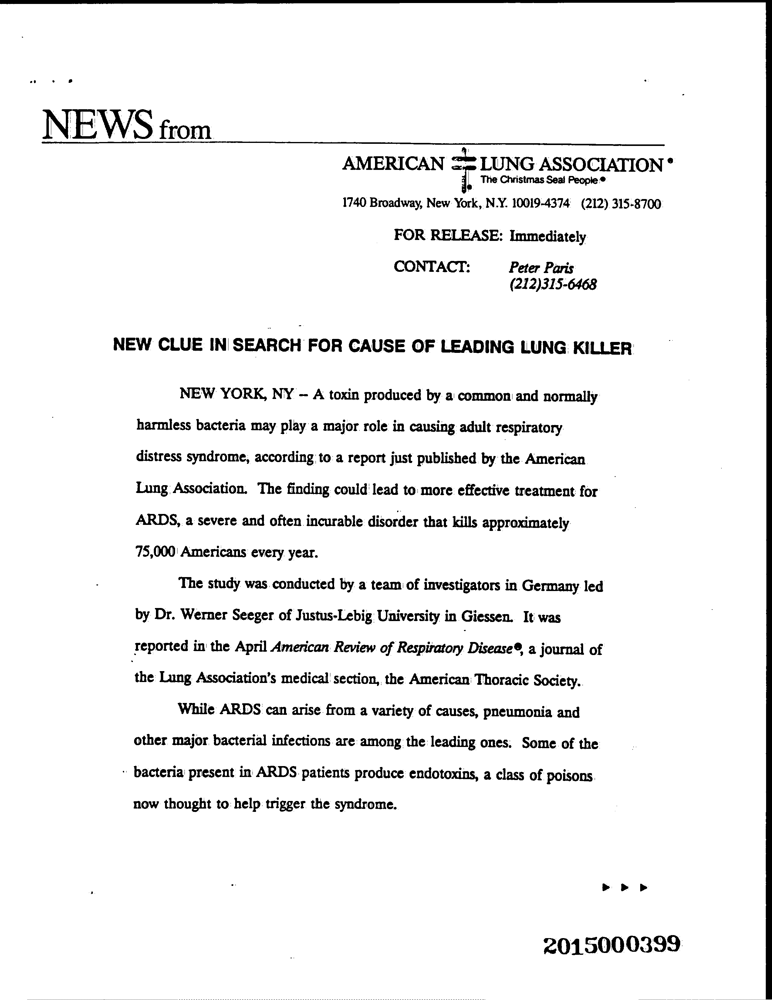 NEWS from
AMERICAN LUNG ASSOCIATION®
The Christmas Seal People®
1740 Broadway, New York, N.Y. 10019-4374 (212) 315-8700
FOR RELEASE: Immediately
CONTACT: Peter Paris
(212)315-6468
NEW CLUE IN SEARCH FOR CAUSE OF LEADING LUNG KILLER
NEW YORK, NY -- A toxin produced by a common and normally
harmless bacteria may play a major role in causing adult respiratory
distress syndrome, according to a report just published by the American
Lung Association. The finding could lead to more effective treatment for
ARDS, a severe and often incurable disorder that kills approximately
75,000 Americans every year.
The study was conducted by a team of investigators in Germany led
by Dr. Werner Seeger of Justus-Lebig University in Giessen. It was
reported in the April American Review of Respiratory Disease®, a journal of
the Lung Association's medical section, the American Thoracic Society.
While ARDS can arise from a variety of causes, pneumonia and
other major bacterial infections are among the leading ones. Some of the
bacteria present in ARDS patients produce endotoxins, a class of poisons
now thought to help trigger the syndrome.
2015000399